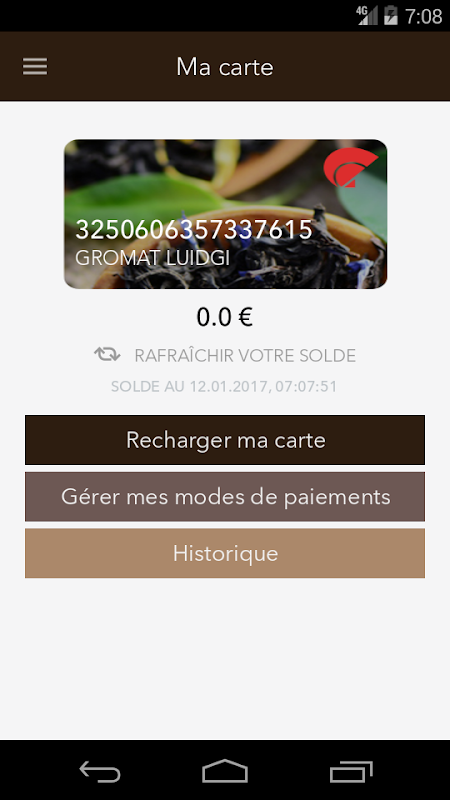 4G 7:08
Ma carte
3250606357337615
GROMAT LUIDGI
0.0 €
RAFRAÎCHIR VOTRE SOLDE
SOLDE AU 12.01.2017, 07:07:51
Recharger ma carte
Gérer mes modes de paiements
Historique